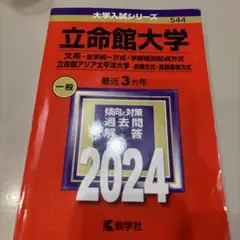 大学入試シリーズ
544
立命館大学
文系-全学統一方式・学部個別配点方式
立命館アジア太平洋大学-前期方式・英語重視方式
一般
最近3カ年
傾向と対策
過去問
解答
2024
数学社